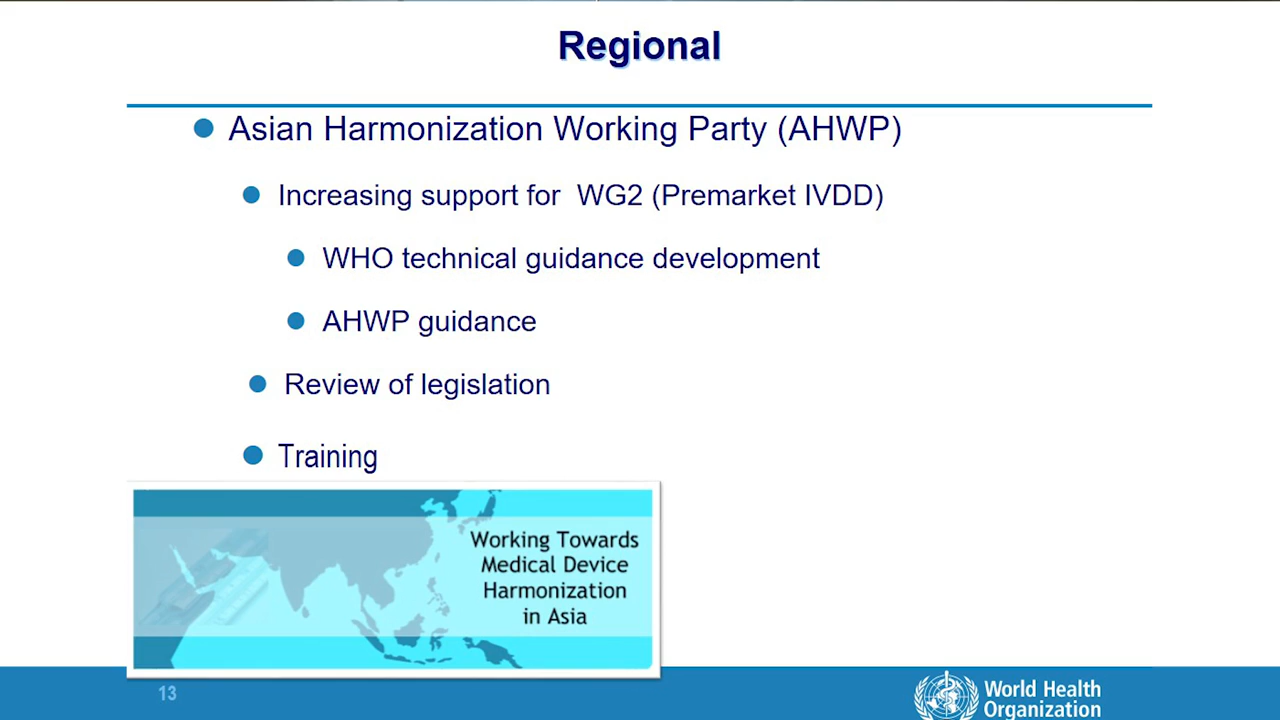 Regional
Asian Harmonization Working Party (AHWP)
Increasing support for WG2 (Premarket IVDD)
WHO technical guidance development
AHWP guidance
Review of legislation
Training
Working Towards
Medical Device
Harmonization
in Asia
13
World Health
Organization